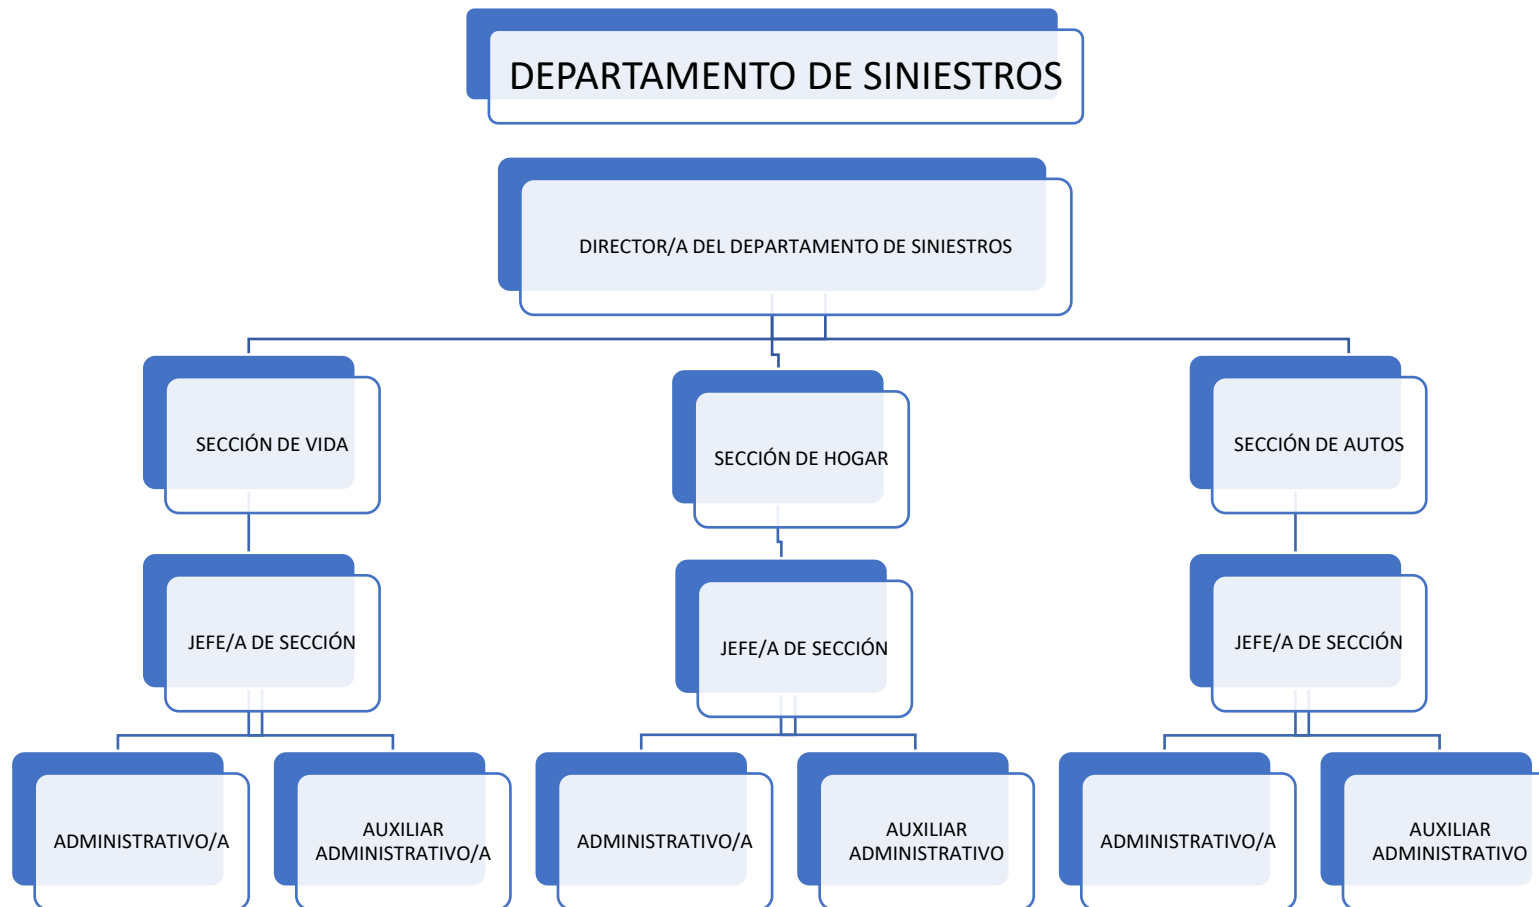 DEPARTAMENTO DE SINIESTROS
DIRECTOR/A DEL DEPARTAMENTO DE SINIESTROS
SECCIÓN DE VIDA
SECCIÓN DE HOGAR
SECCIÓN DE AUTOS
JEFE/A DE SECCIÓN
JEFE/A DE SECCIÓN
JEFE/A DE SECCIÓN
ADMINISTRATIVO/A
AUXILIAR
ADMINISTRATIVO/A
ADMINISTRATIVO/A
AUXILIAR
ADMINISTRATIVO
ADMINISTRATIVO/A
AUXILIAR
ADMINISTRATIVO